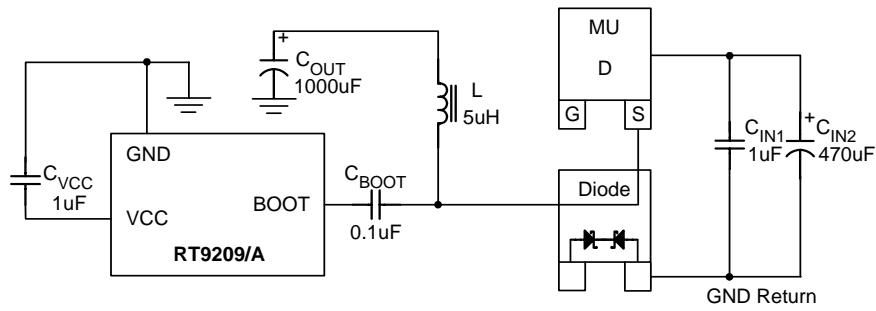 MU
D
G
S
+
C_OUT
1000uF
L
5uH
GND
C_VCC
1uF
VCC
BOOT
RT9209/A
C_BOOT
0.1uF
Diode
C_IN1
1uF
+
C_IN2
470uF
GND Return